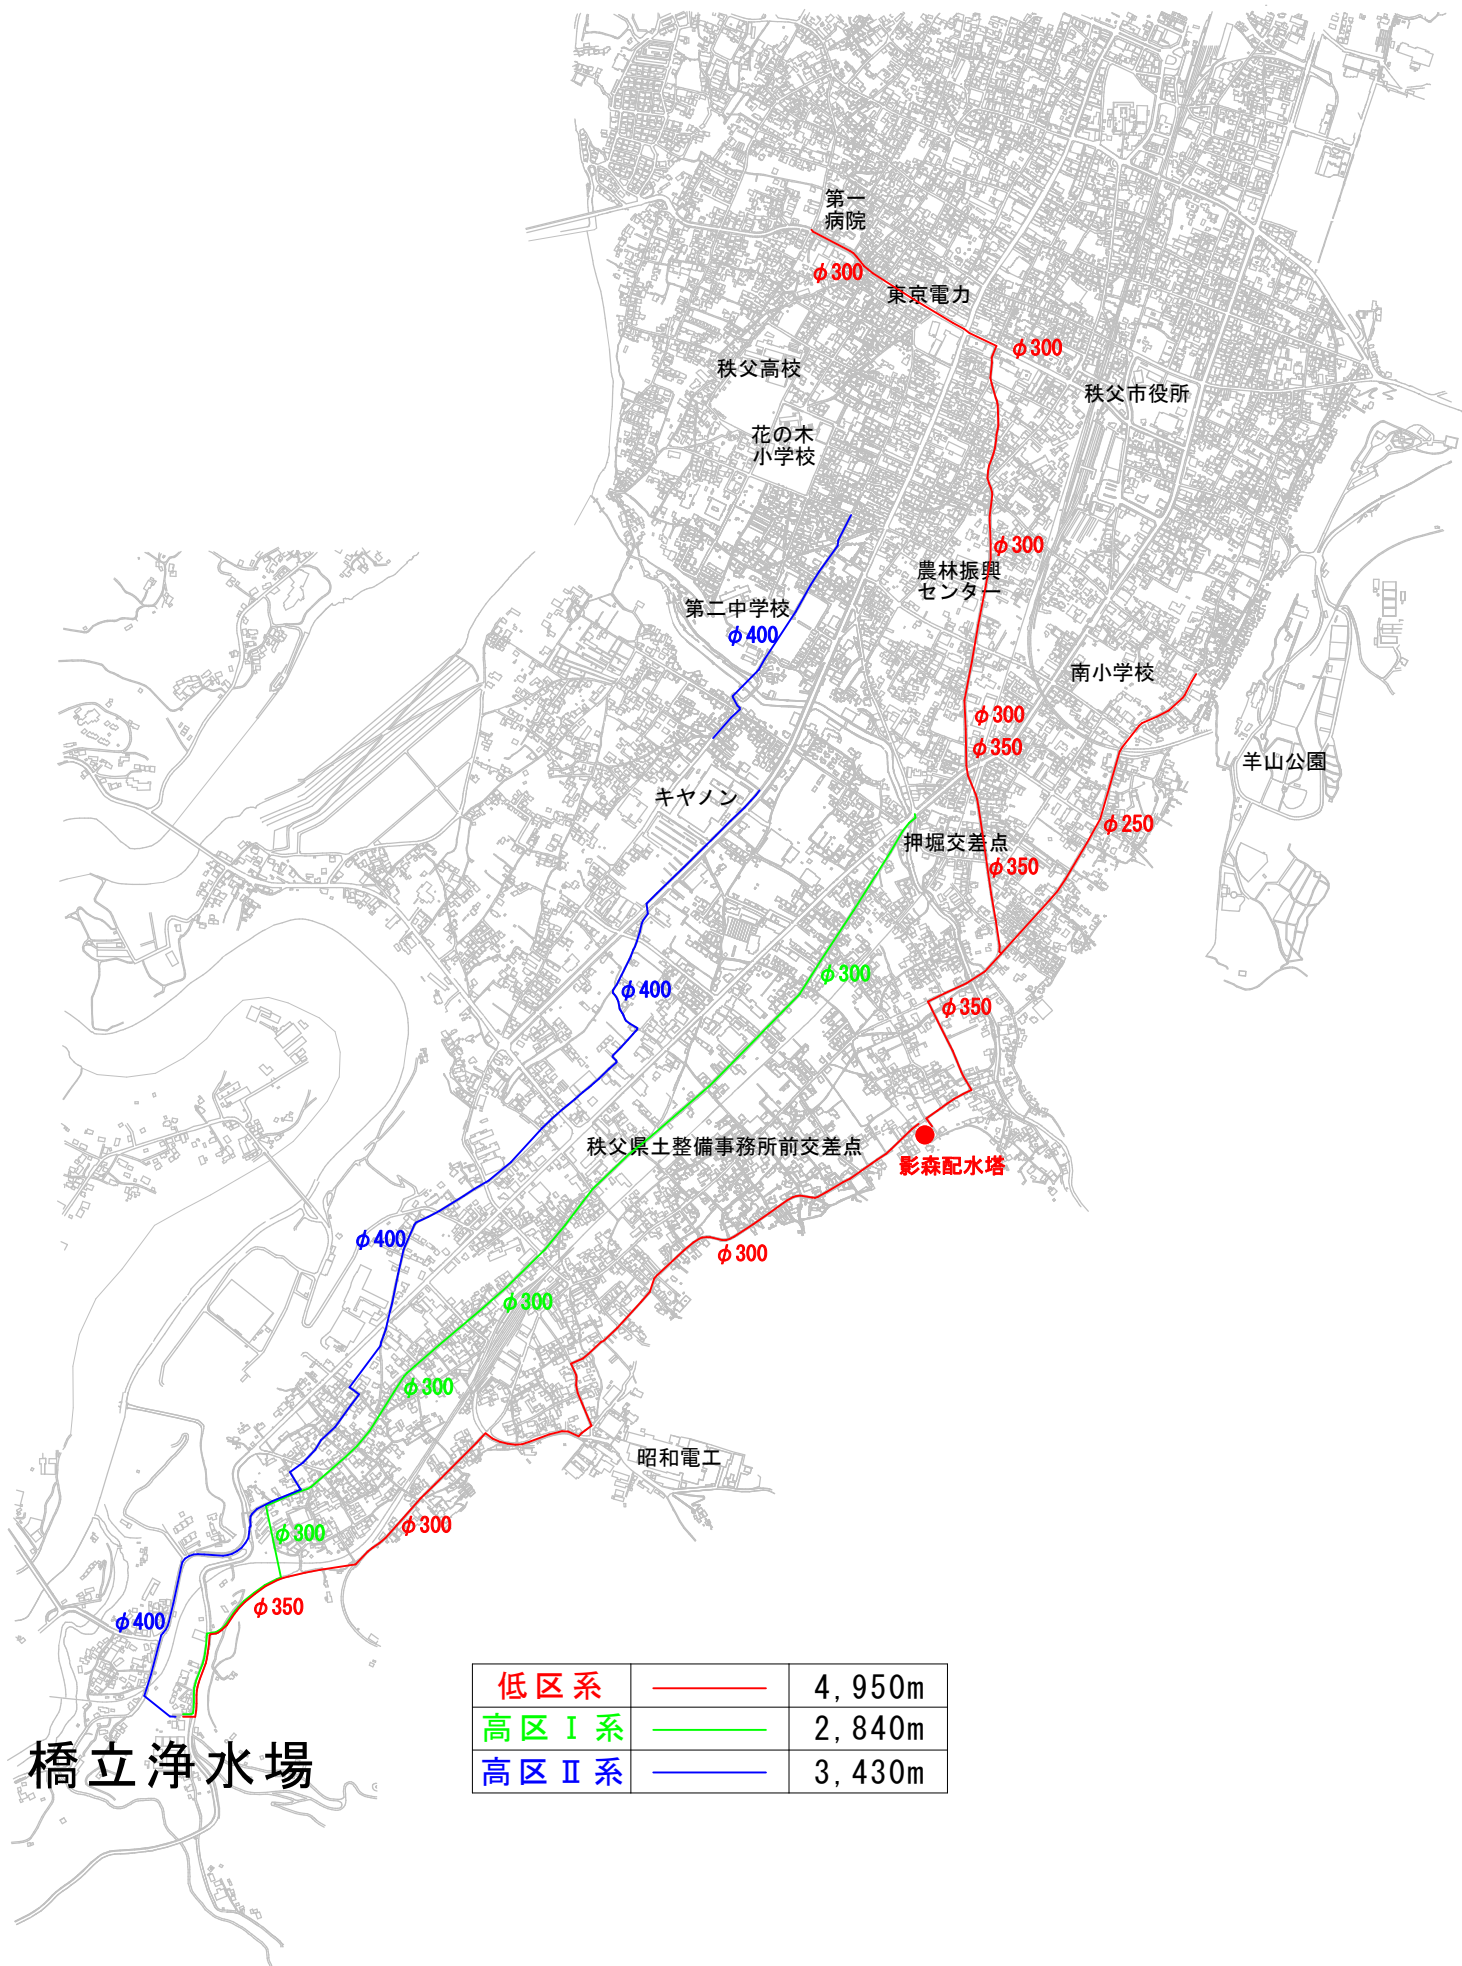 第一
病院
φ300
東京電力
φ300
秩父高校
秩父市役所
花の木
小学校
φ300
農林振興
センター
第二中学校
φ400
南小学校
φ300
φ350
羊山公園
キヤノン
φ250
押堀交差点
φ350
φ300
φ400
φ350
秩父県土整備事務所前交差点
影森配水塔
φ400
φ300
φ300
φ300
昭和電工
φ300
φ300
φ350
φ400
低区系 4,950m
高区Ⅰ系 2,840m
高区Ⅱ系 3,430m
橋立浄水場